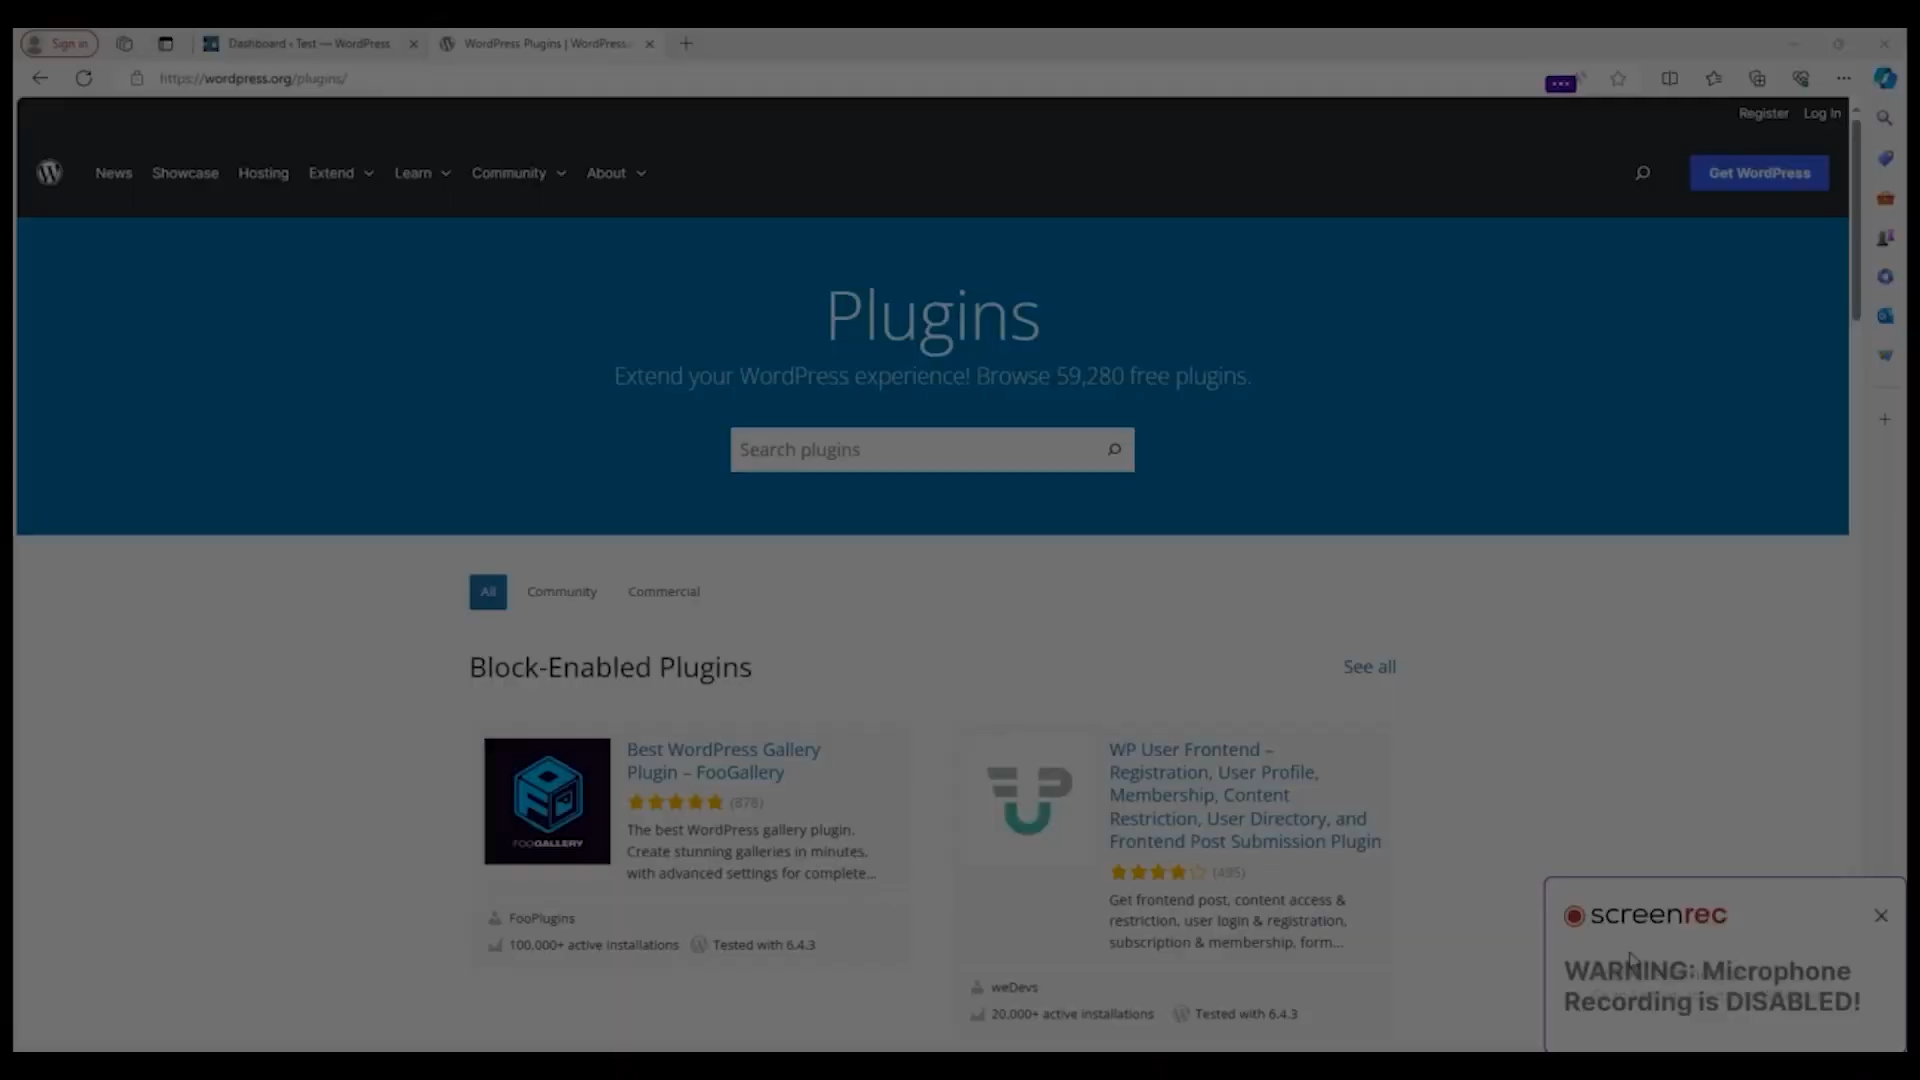 Sign in
Dashboard ‹ Test — WordPress
WordPress Plugins | WordPress.
https://wordpress.org/plugins/
Register Log In
News Showcase Hosting Extend Learn Community About
Get WordPress
Plugins
Extend your WordPress experience! Browse 59,280 free plugins.
Search plugins
All Community Commercial
Block-Enabled Plugins
See all
FOOGALLERY
Best WordPress Gallery
Plugin – FooGallery
(878)
The best WordPress gallery plugin.
Create stunning galleries in minutes,
with advanced settings for complete...
FooPlugins
100,000+ active installations Tested with 6.4.3
WP User Frontend –
Registration, User Profile,
Membership, Content
Restriction, User Directory, and
Frontend Post Submission Plugin
(495)
Get frontend post, content access &
restriction, user login & registration,
subscription & membership, form...
weDevs
20,000+ active installations Tested with 6.4.3
screenrec
WARNING: Microphone
Recording is DISABLED!